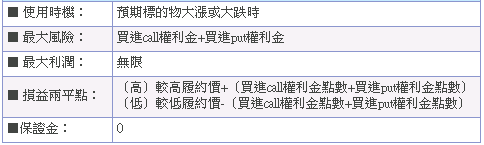 ■ 使用時機： 預期標的物大漲或大跌時
■ 最大風險： 買進call權利金+買進put權利金
■ 最大利潤： 無限
■ 損益兩平點： 〔高〕較高履約價+〔買進call權利金點數+買進put權利金點數〕
〔低〕較低履約價-〔買進call權利金點數+買進put權利金點數〕
■保證金： 0